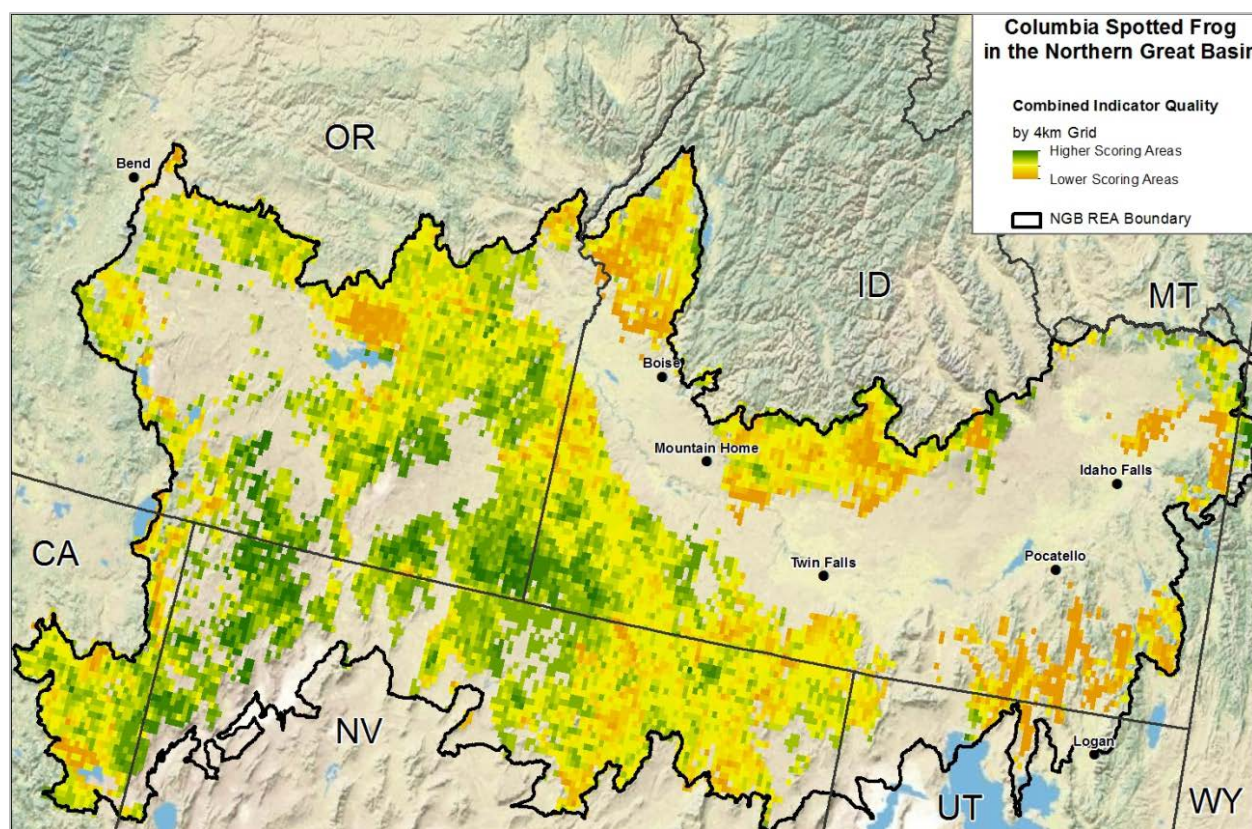 Columbia Spotted Frog
in the Northern Great Basin
Combined Indicator Quality
by 4km Grid
Higher Scoring Areas
Lower Scoring Areas
NGB REA Boundary
OR
Bend
ID
MT
Boise
Mountain Home
Idaho Falls
CA
Twin Falls
Pocatello
NV
Logan
UT
WY